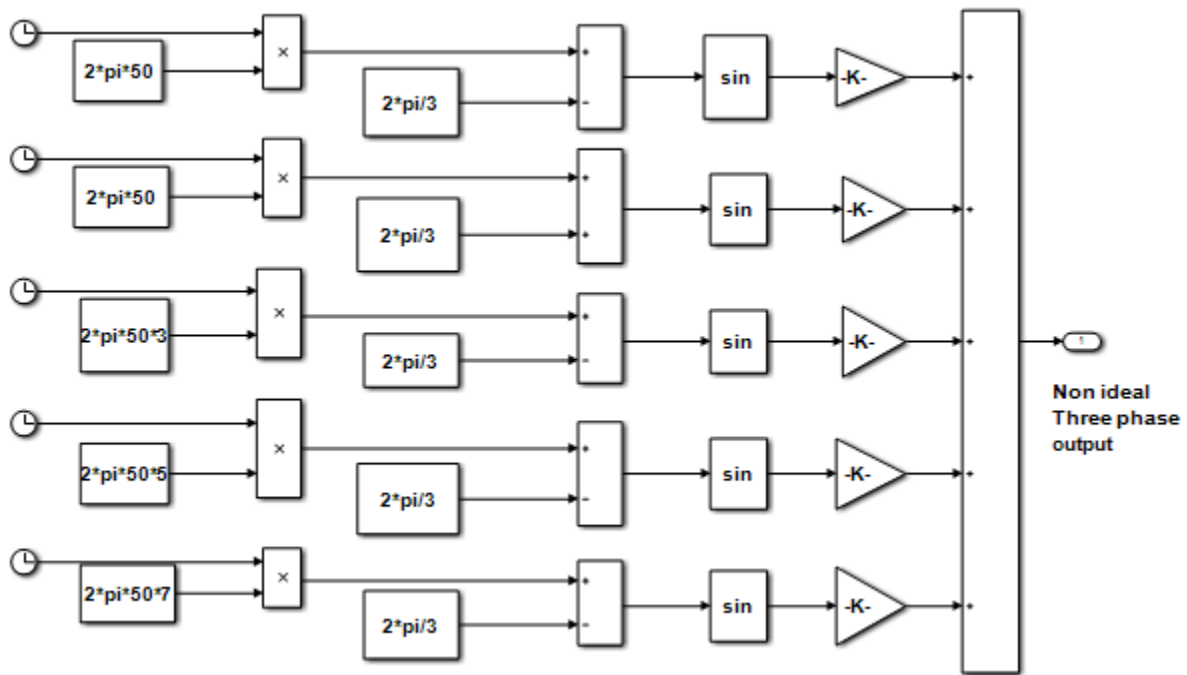 2*pi*50
×
2*pi/3
+
-
sin
-K-
+
2*pi*50
×
2*pi/3
+
+
sin
-K-
+
2*pi*50*3
×
2*pi/3
+
-
sin
-K-
+
1
Non ideal
Three phase
output
2*pi*50*5
×
2*pi/3
+
-
sin
-K-
+
2*pi*50*7
×
2*pi/3
+
-
sin
-K-
+